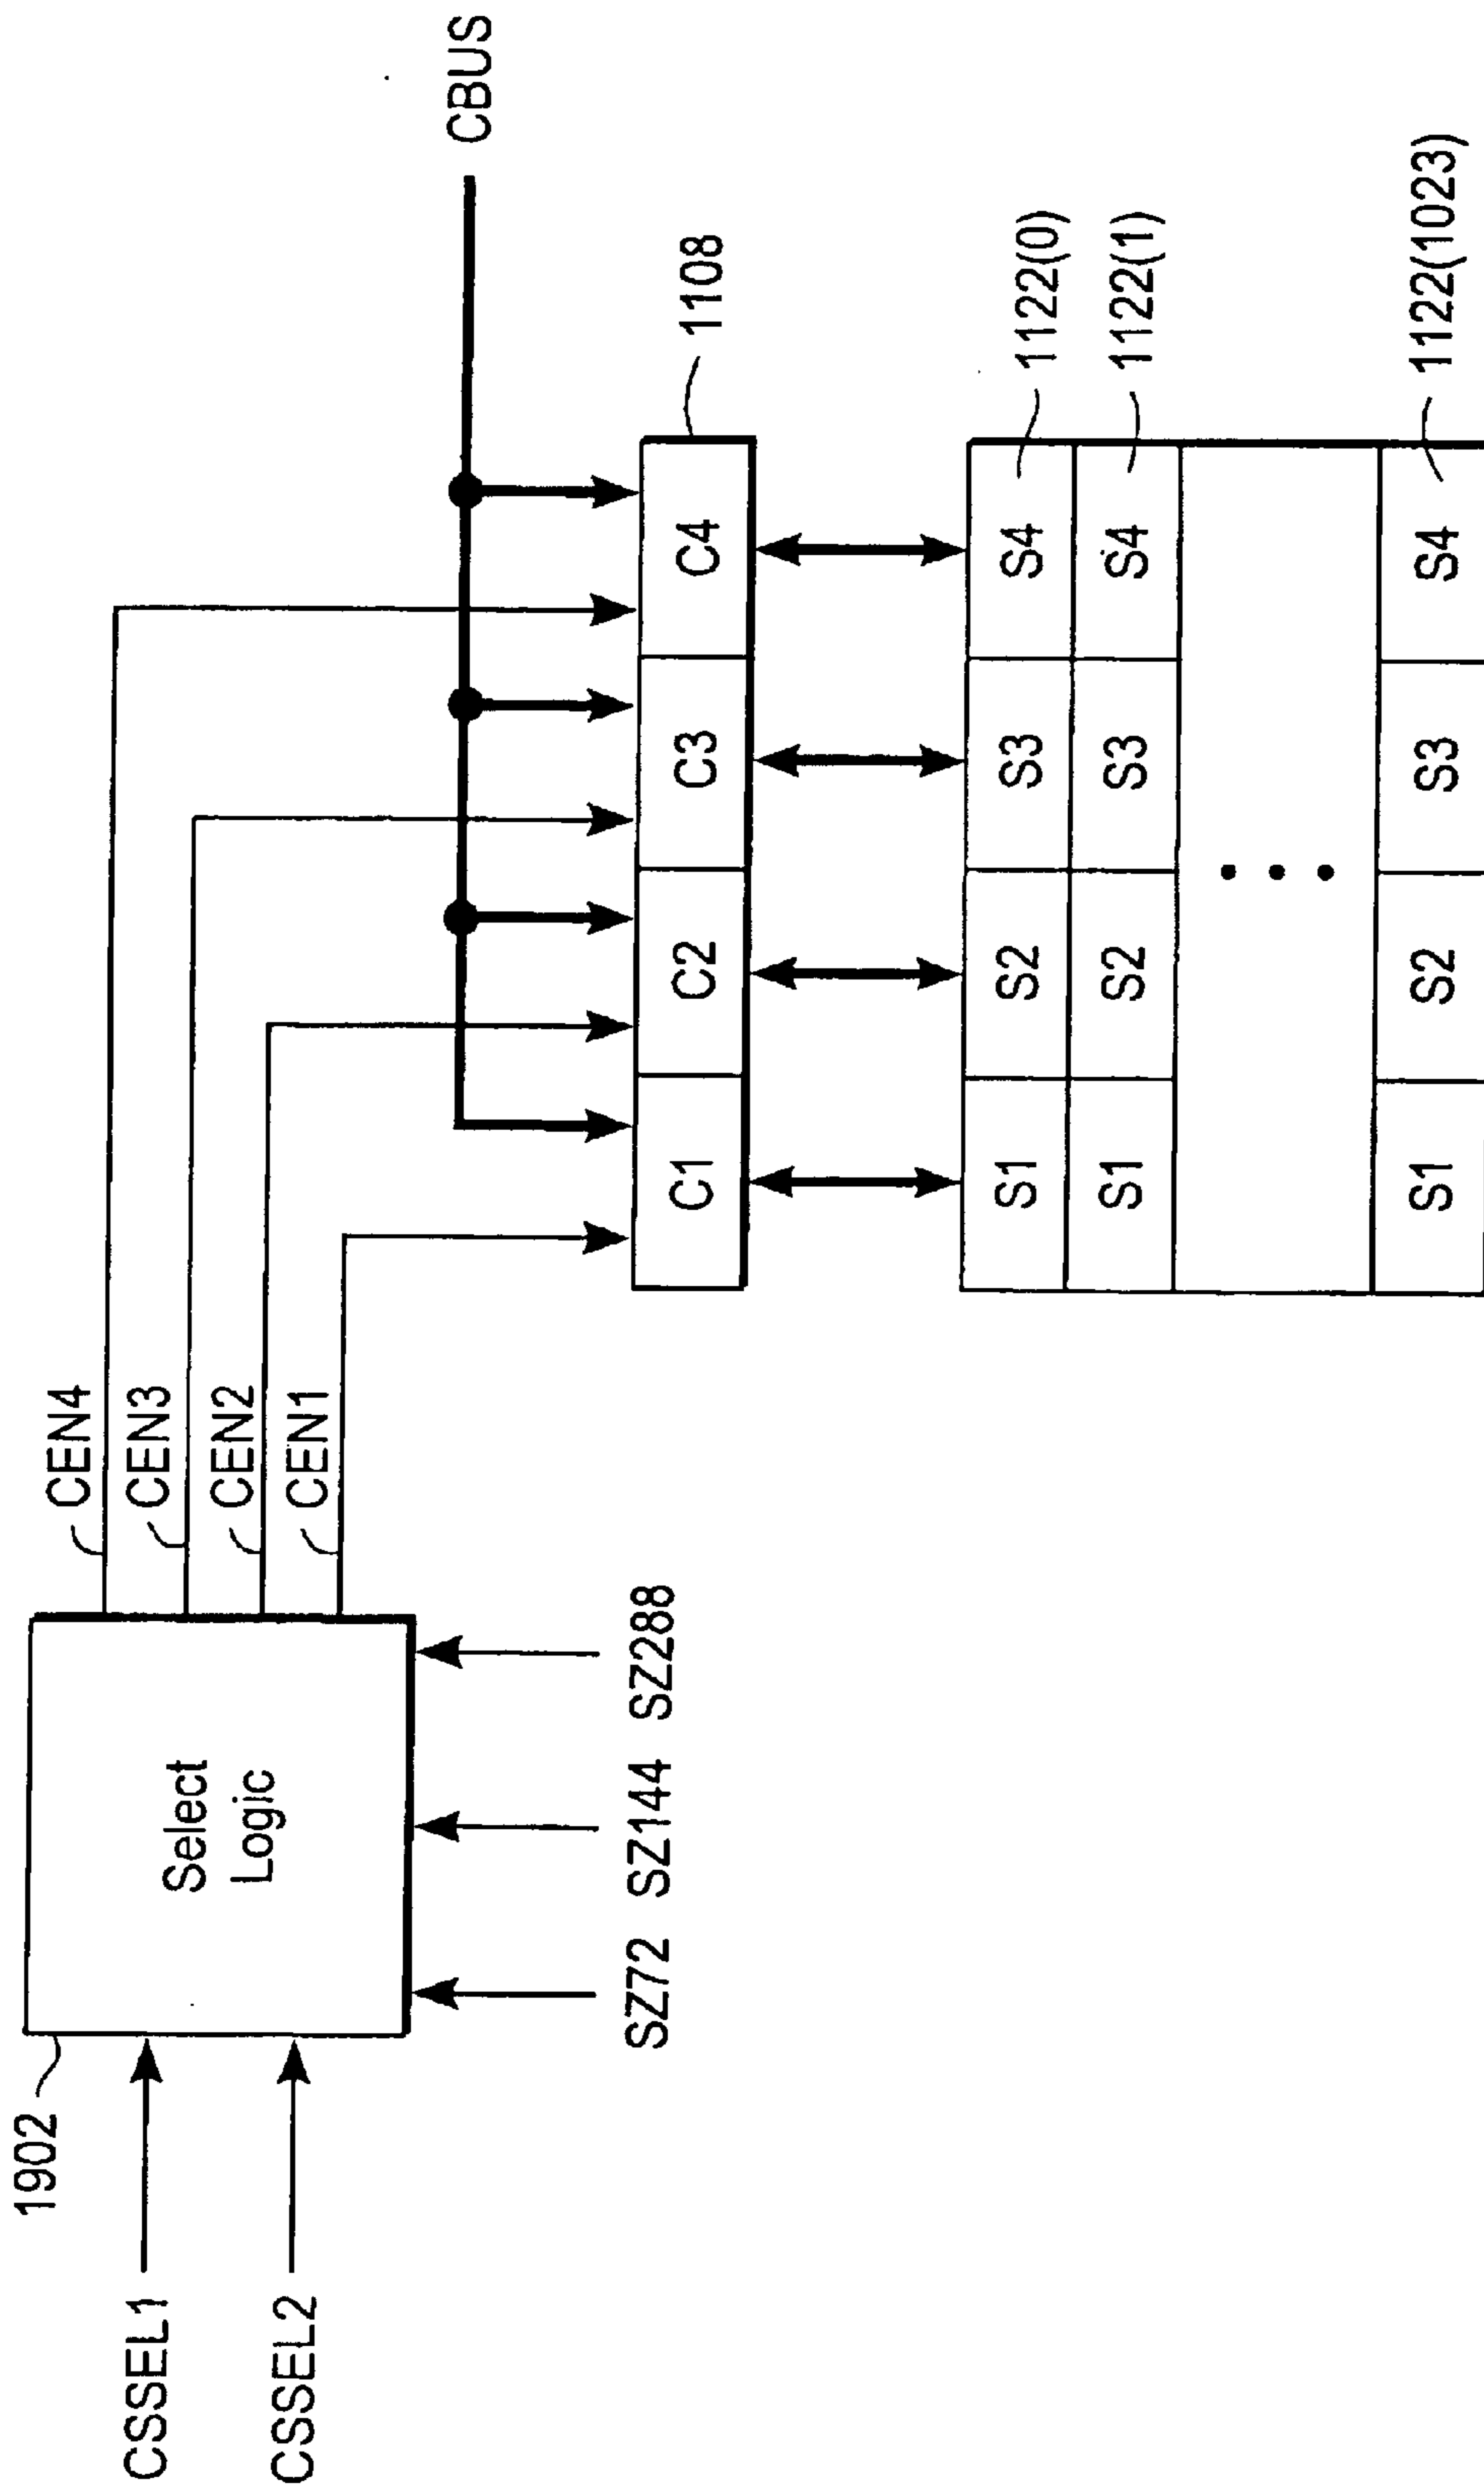 CBUS
CEN4
CEN3
CEN2
CEN1
1902
Select
Logic
CSSEL1
CSSEL2
SZ72 SZ144 SZ288
C1 C2 C3 C4
1108
S1 S2 S3 S4
1122(0)
S1 S2 S3 S4
1122(1)
S1 S2 S3 S4
1122(1023)